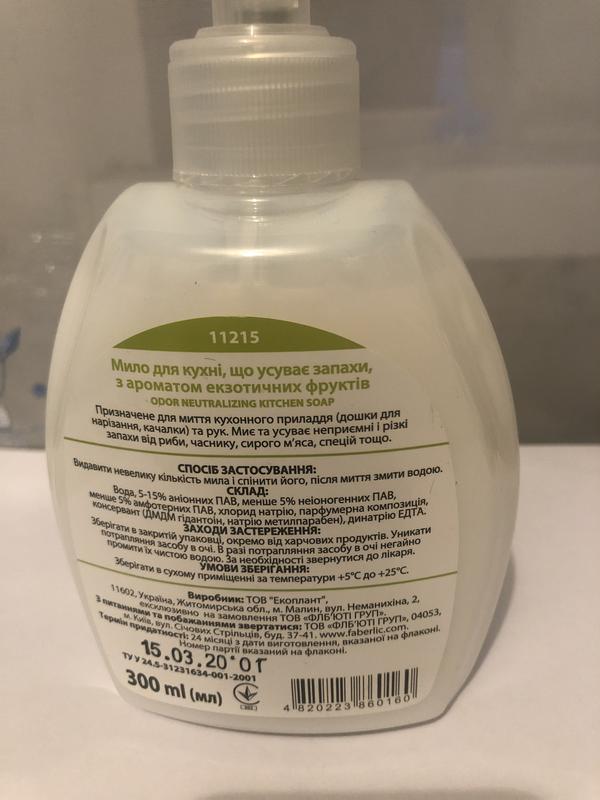 11215
Мило для кухні, що усуває запахи,
з ароматом екзотичних фруктів
ODOR NEUTRALIZING KITCHEN SOAP
Призначене для миття кухонного приладдя (дошки для
нарізання, качалки) та рук. Миє та усуває неприємні і різкі
запахи від риби, часнику, сирого м'яса, спецій тощо.
СПОСІБ ЗАСТОСУВАННЯ:
Видавити невелику кількість мила і спінити його, після миття змити водою.
СКЛАД:
Вода, 5-15% аніонних ПАВ, менше 5% неіоногенних ПАВ,
менше 5% амфотерних ПАВ, хлорид натрію, парфумерна композиція,
консервант (ДМДМ гідантоін, натрію метилпарабен), динатрію ЕДТА.
ЗАХОДИ ЗАСТЕРЕЖЕННЯ:
Зберігати в закритій упаковці, окремо від харчових продуктів. Уникати
потрапляння засобу в очі. В разі потрапляння засобу в очі негайно
промити їх чистою водою. За необхідності звернутися до лікаря.
УМОВИ ЗБЕРІГАННЯ:
Зберігати в сухому приміщенні за температури +5°C до +25°C.
Виробник: ТОВ "Екоплант",
11602, Україна, Житомирська обл., м. Малин, вул. Неманихіна, 2,
ексклюзивно на замовлення ТОВ «ФЛБ'ЮТІ ГРУП».
З питаннями та побажаннями звертатися: ТОВ «ФЛБ'ЮТІ ГРУП», 04053,
м. Київ, вул. Січових Стрільців, буд. 37-41. www.faberlic.com.
Термін придатності: 24 місяці з дати виготовлення, вказаної на флаконі.
Номер партії вказаний на флаконі.
15.03.20*01
ТУ У 24.5-31231634-001-2001
300 ml (мл)
4 820223 860160